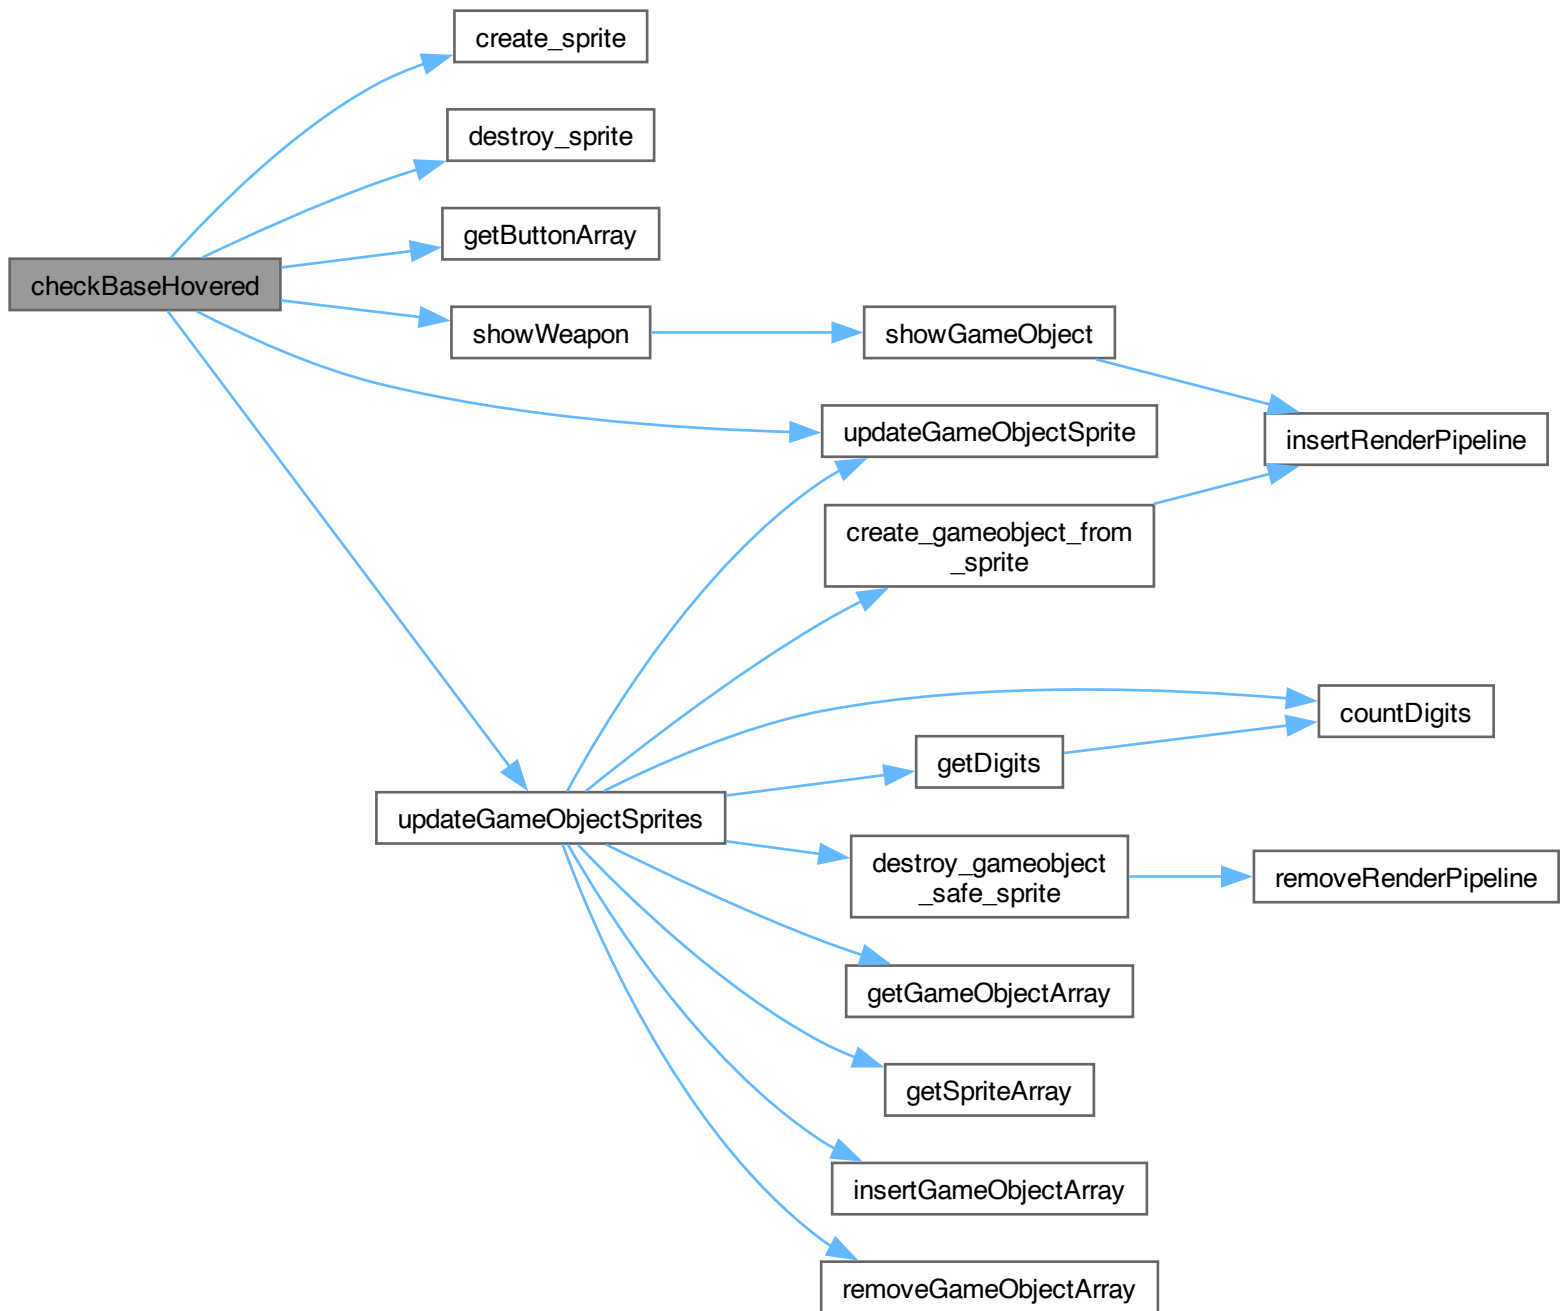 create_sprite
destroy_sprite
getButtonArray
checkBaseHovered
showWeapon
showGameObject
updateGameObjectSprite
insertRenderPipeline
create_gameobject_from
_sprite
countDigits
getDigits
updateGameObjectSprites
destroy_gameobject
_safe_sprite
removeRenderPipeline
getGameObjectArray
getSpriteArray
insertGameObjectArray
removeGameObjectArray